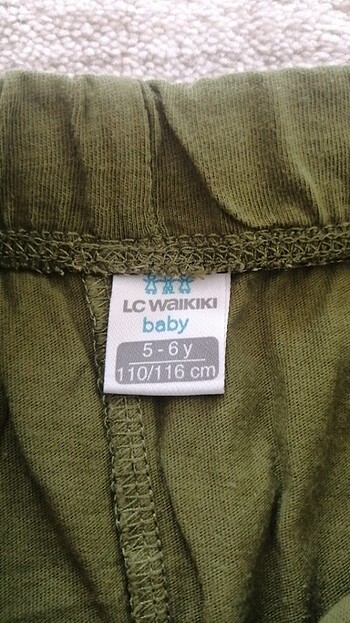 LC WAIKIKI
baby
5 - 6 y
110/116 cm